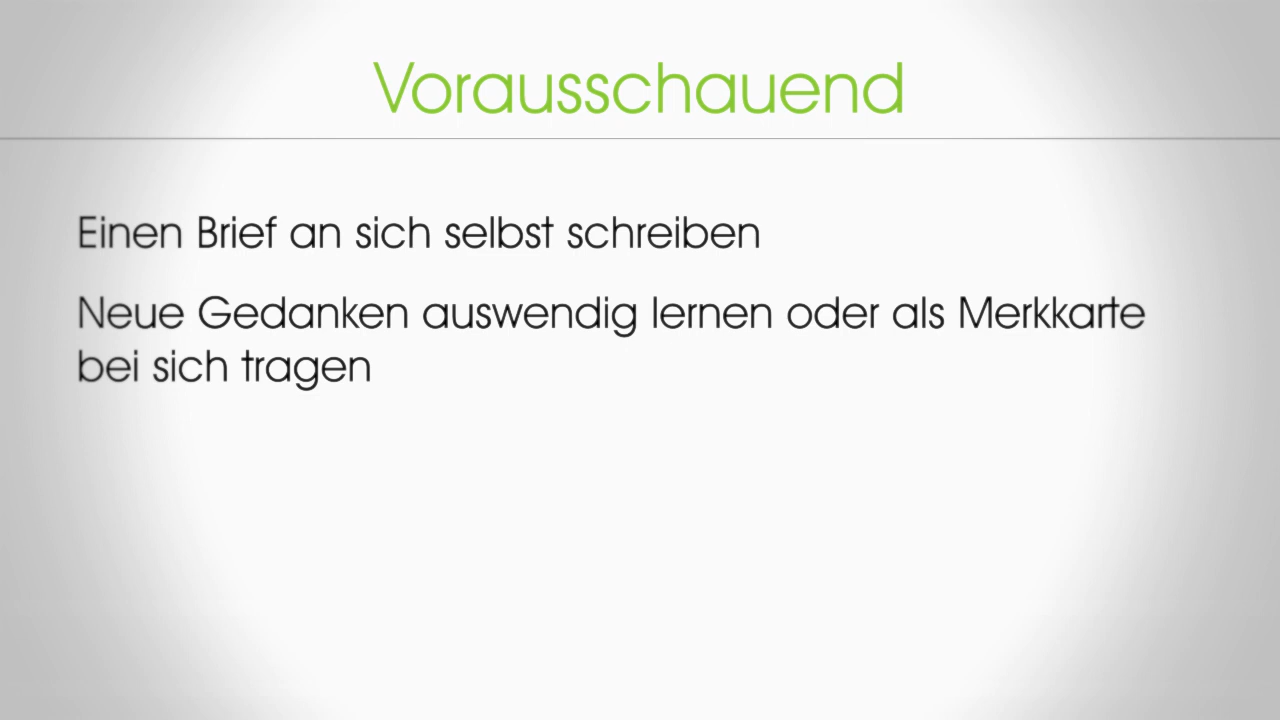 Vorausschauend
Einen Brief an sich selbst schreiben
Neue Gedanken auswendig lernen oder als Merkkarte
bei sich tragen